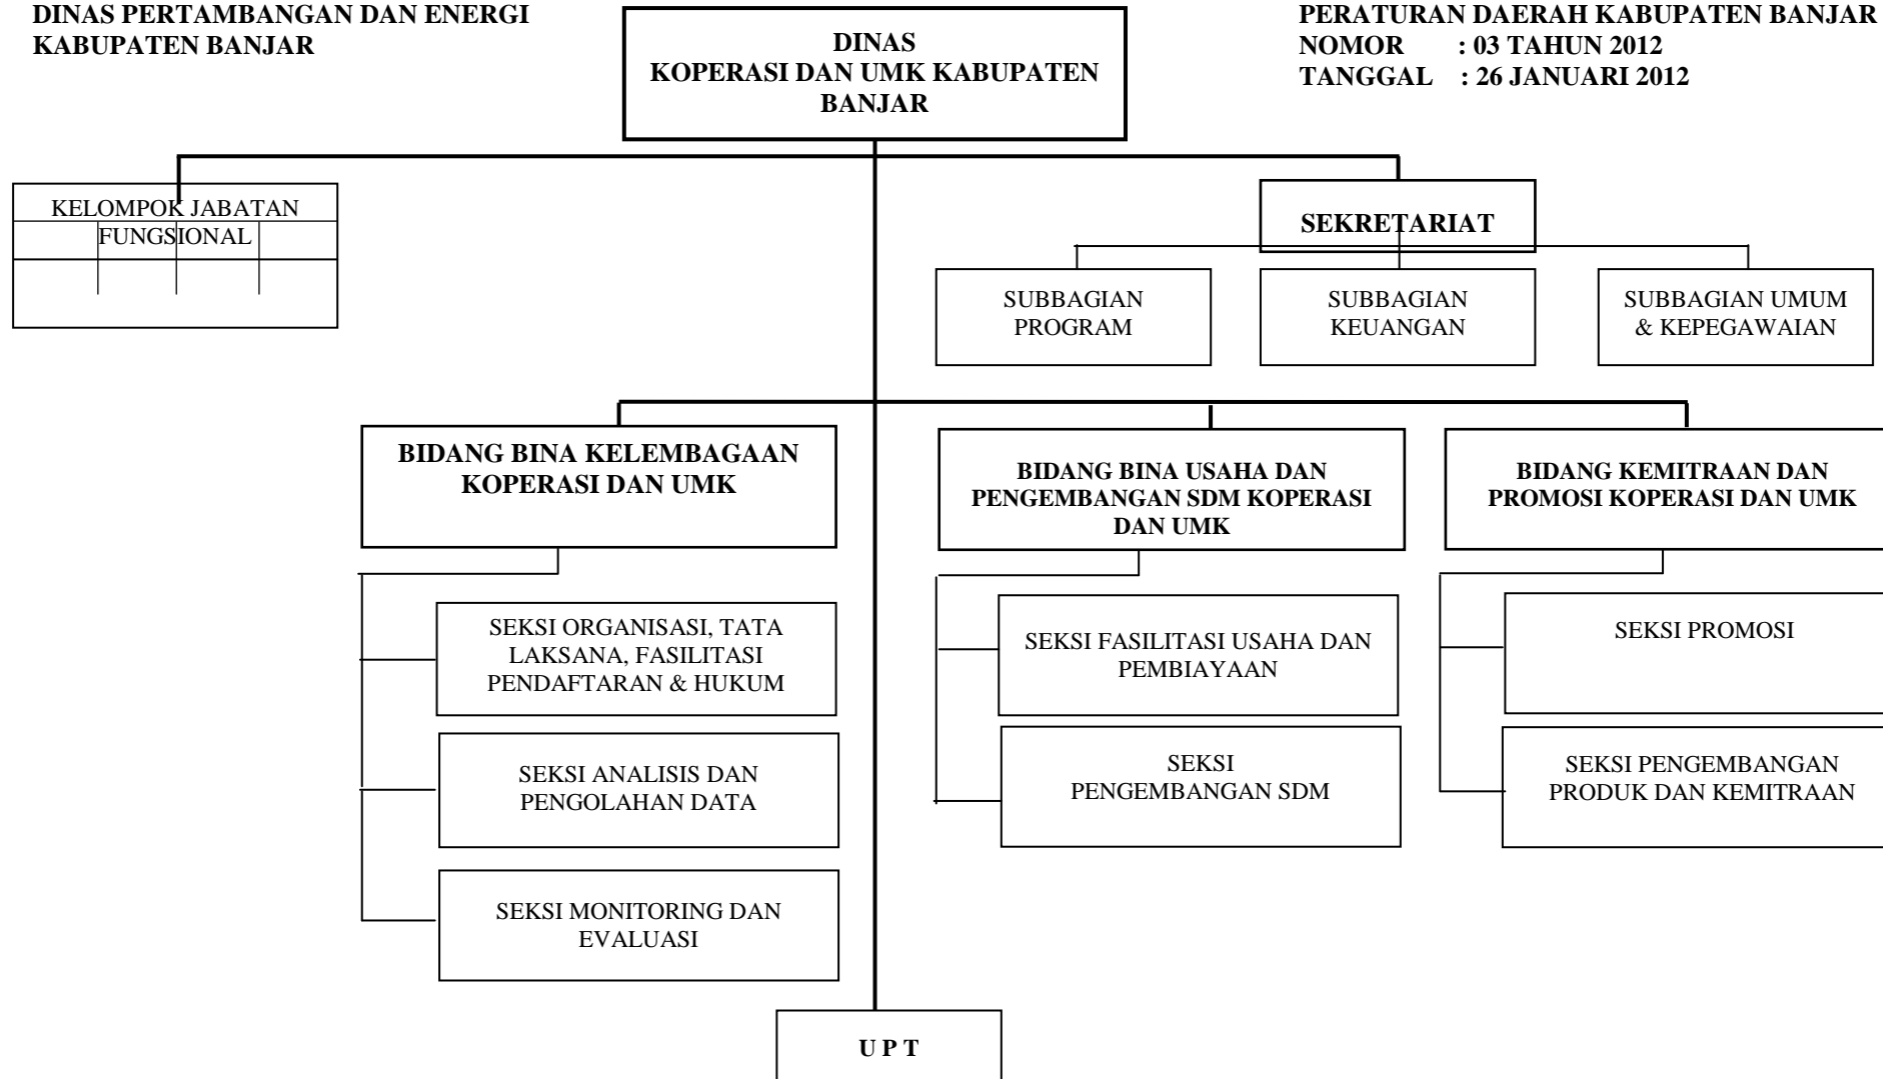 DINAS PERTAMBANGAN DAN ENERGI
KABUPATEN BANJAR
PERATURAN DAERAH KABUPATEN BANJAR
NOMOR : 03 TAHUN 2012
TANGGAL : 26 JANUARI 2012
DINAS
KOPERASI DAN UMK KABUPATEN
BANJAR
KELOMPOK JABATAN
FUNGSIONAL
SEKRETARIAT
SUBBAGIAN
PROGRAM
SUBBAGIAN
KEUANGAN
SUBBAGIAN UMUM
& KEPEGAWAIAN
BIDANG BINA KELEMBAGAAN
KOPERASI DAN UMK
BIDANG BINA USAHA DAN
PENGEMBANGAN SDM KOPERASI
DAN UMK
BIDANG KEMITRAAN DAN
PROMOSI KOPERASI DAN UMK
SEKSI ORGANISASI, TATA
LAKSANA, FASILITASI
PENDAFTARAN & HUKUM
SEKSI ANALISIS DAN
PENGOLAHAN DATA
SEKSI MONITORING DAN
EVALUASI
SEKSI FASILITASI USAHA DAN
PEMBIAYAAN
SEKSI
PENGEMBANGAN SDM
SEKSI PROMOSI
SEKSI PENGEMBANGAN
PRODUK DAN KEMITRAAN
U P T